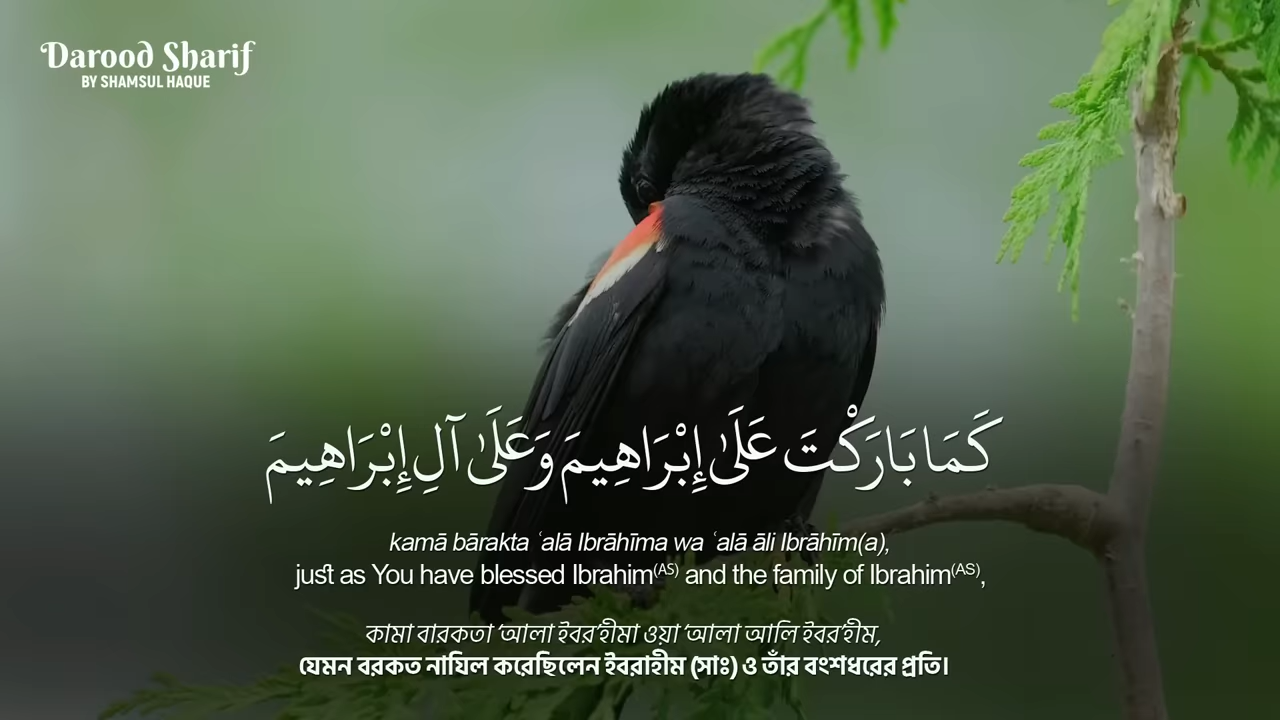 Darood Sharif
BY SHAMSUL HAQUE
كَمَا بَارَكْتَ عَلَىٰ إِبْرَاهِيمَ وَعَلَىٰ آلِ إِبْرَاهِيمَ
kamā bārakta ʿalā Ibrāhīma wa ʿalā āli Ibrāhīm(a),
just as You have blessed Ibrahim(AS) and the family of Ibrahim(AS),
কামা বারকতা ‘আলা ইবর’হীমা ওয়া ‘আলা আলি ইবর’হীম,
যেমন বরকত নাযিল করেছিলেন ইবরাহীম (সাঃ) ও তাঁর বংশধরের প্রতি।